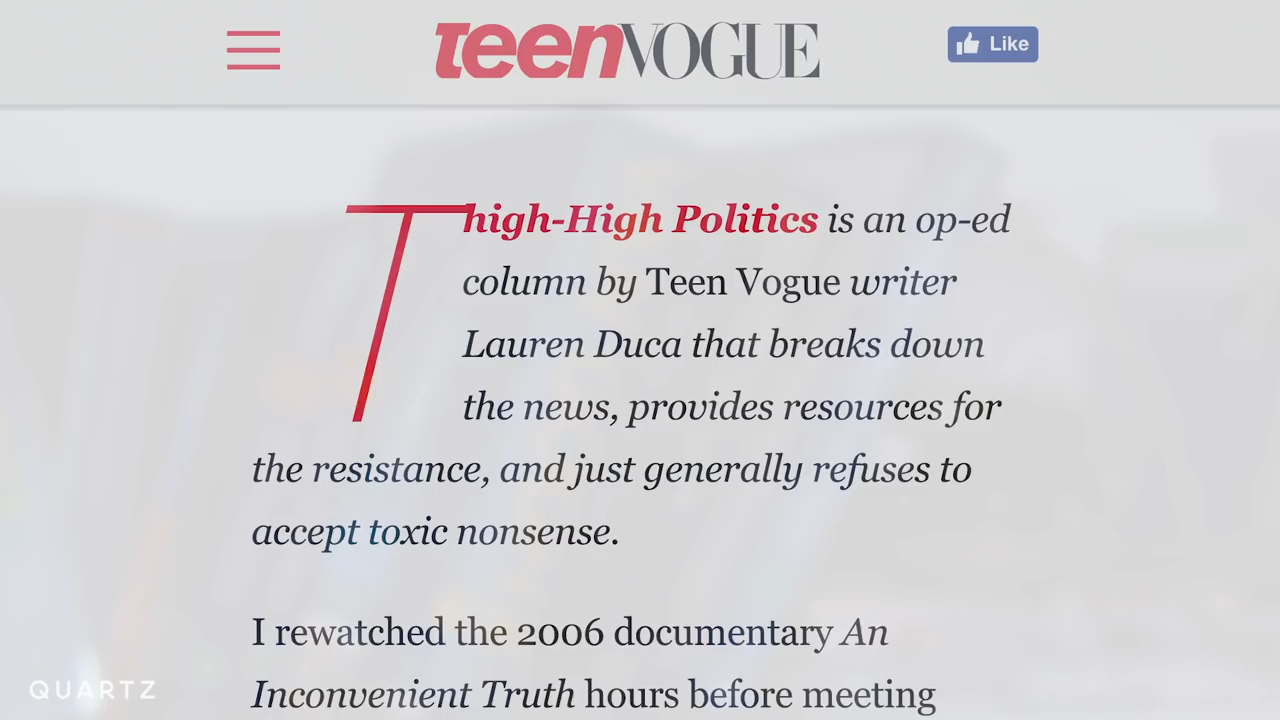 teenVOGUE
Like
Thigh-High Politics is an op-ed
column by Teen Vogue writer
Lauren Duca that breaks down
the news, provides resources for
the resistance, and just generally refuses to
accept toxic nonsense.
I rewatched the 2006 documentary An
Inconvenient Truth hours before meeting
QUARTZ